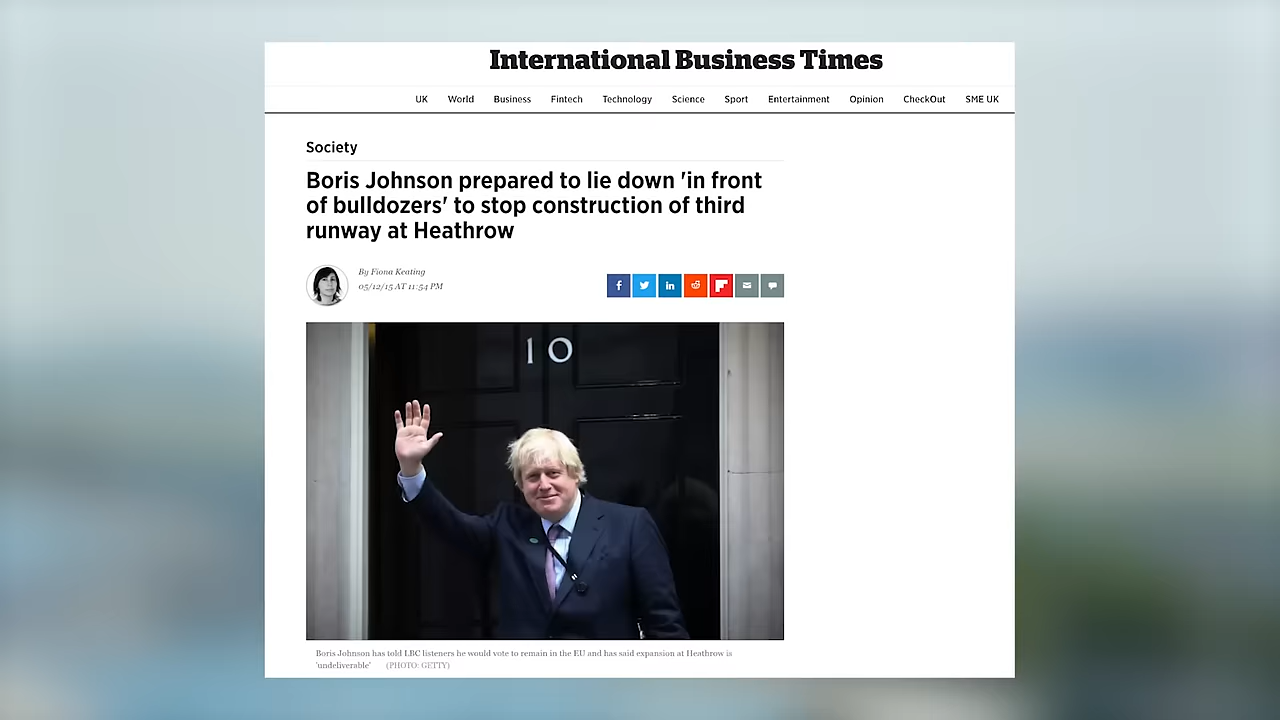 International Business Times
UK World Business Fintech Technology Science Sport Entertainment Opinion CheckOut SME UK
Society
Boris Johnson prepared to lie down 'in front
of bulldozers' to stop construction of third
runway at Heathrow
By Fiona Keating
05/12/15 AT 11:54 PM
10
Boris Johnson has told LBC listeners he would vote to remain in the EU and has said expansion at Heathrow is
'undeliverable' (PHOTO: GETTY)